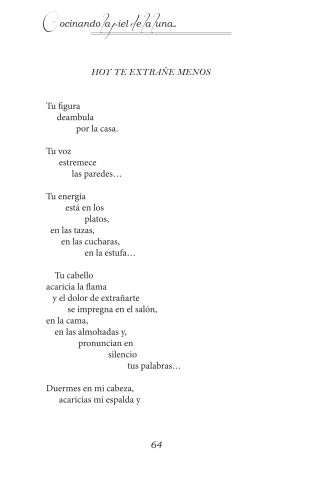 Cocinando la piel de la luna...
HOY TE EXTRAÑE MENOS
Tu figura
deambula
por la casa.
Tu voz
estremece
las paredes…
Tu energía
está en los
platos,
en las tazas,
en las cucharas,
en la estufa…
Tu cabello
acaricia la flama
y el dolor de extrañarte
se impregna en el salón,
en la cama,
en las almohadas y,
pronuncian en
silencio
tus palabras…
Duermes en mi cabeza,
acaricias mi espalda y
64